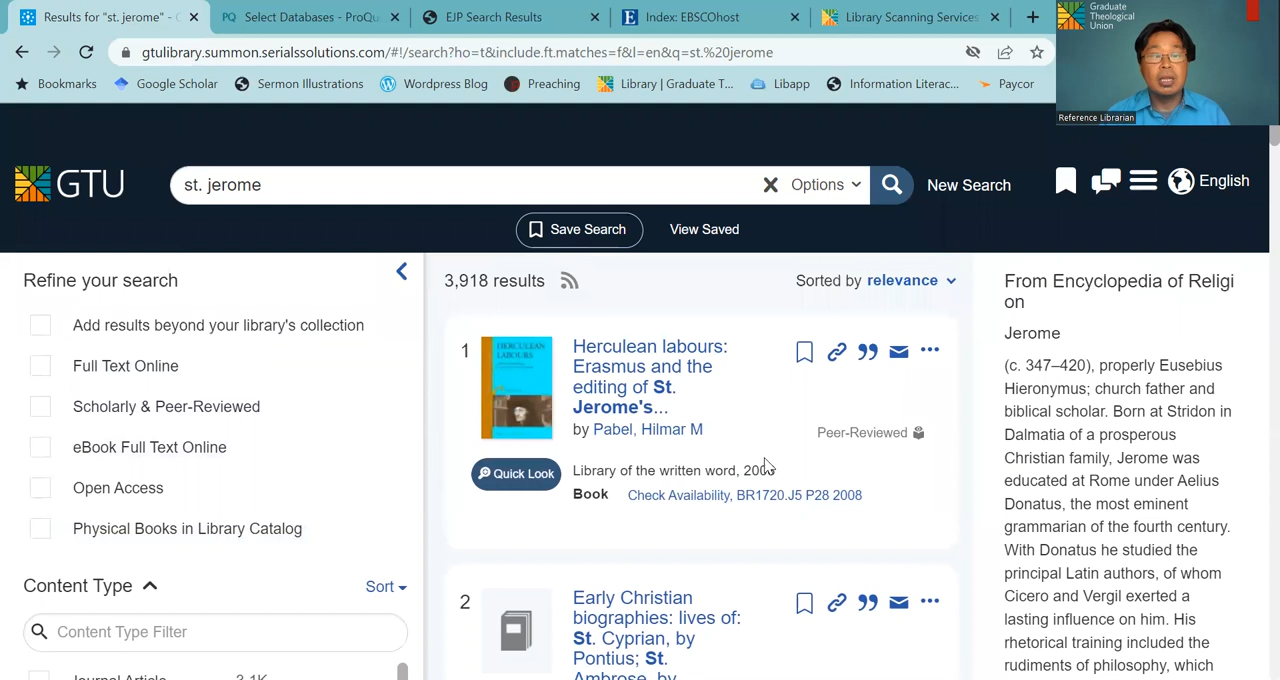 Results for "st. jerome" -
PQ Select Databases - ProQu
EJP Search Results
Index: EBSCOhost
Library Scanning Services
gtulibrary.summon.serialssolutions.com/#!/search?ho=t&include.ft.matches=f&l=en&q=st.%20jerome
Bookmarks
Google Scholar
Sermon Illustrations
Wordpress Blog
Preaching
Library | Graduate T...
Libapp
Information Literac...
Paycor
Graduate
Theological
Union
Reference Librarian
GTU
st. jerome
Options
New Search
English
Save Search
View Saved
Refine your search
Add results beyond your library's collection
Full Text Online
Scholarly & Peer-Reviewed
eBook Full Text Online
Open Access
Physical Books in Library Catalog
Content Type
Sort
Content Type Filter
Journal Article 3.1K
3,918 results
Sorted by relevance
1
HERCULEAN
LABOURS
Herculean labours:
Erasmus and the
editing of St.
Jerome's...
by Pabel, Hilmar M
Peer-Reviewed
Quick Look
Library of the written word,
Book Check Availability, BR1720.J5 P28 2008
2
Early Christian
biographies: lives of:
St. Cyprian, by
Pontius; St.
Ambrose, by
From Encyclopedia of Religi
on
Jerome
(c. 347–420), properly Eusebius
Hieronymus; church father and
biblical scholar. Born at Stridon in
Dalmatia of a prosperous
Christian family, Jerome was
educated at Rome under Aelius
Donatus, the most eminent
grammarian of the fourth century.
With Donatus he studied the
principal Latin authors, of whom
Cicero and Vergil exerted a
lasting influence on him. His
rhetorical training included the
rudiments of philosophy, which